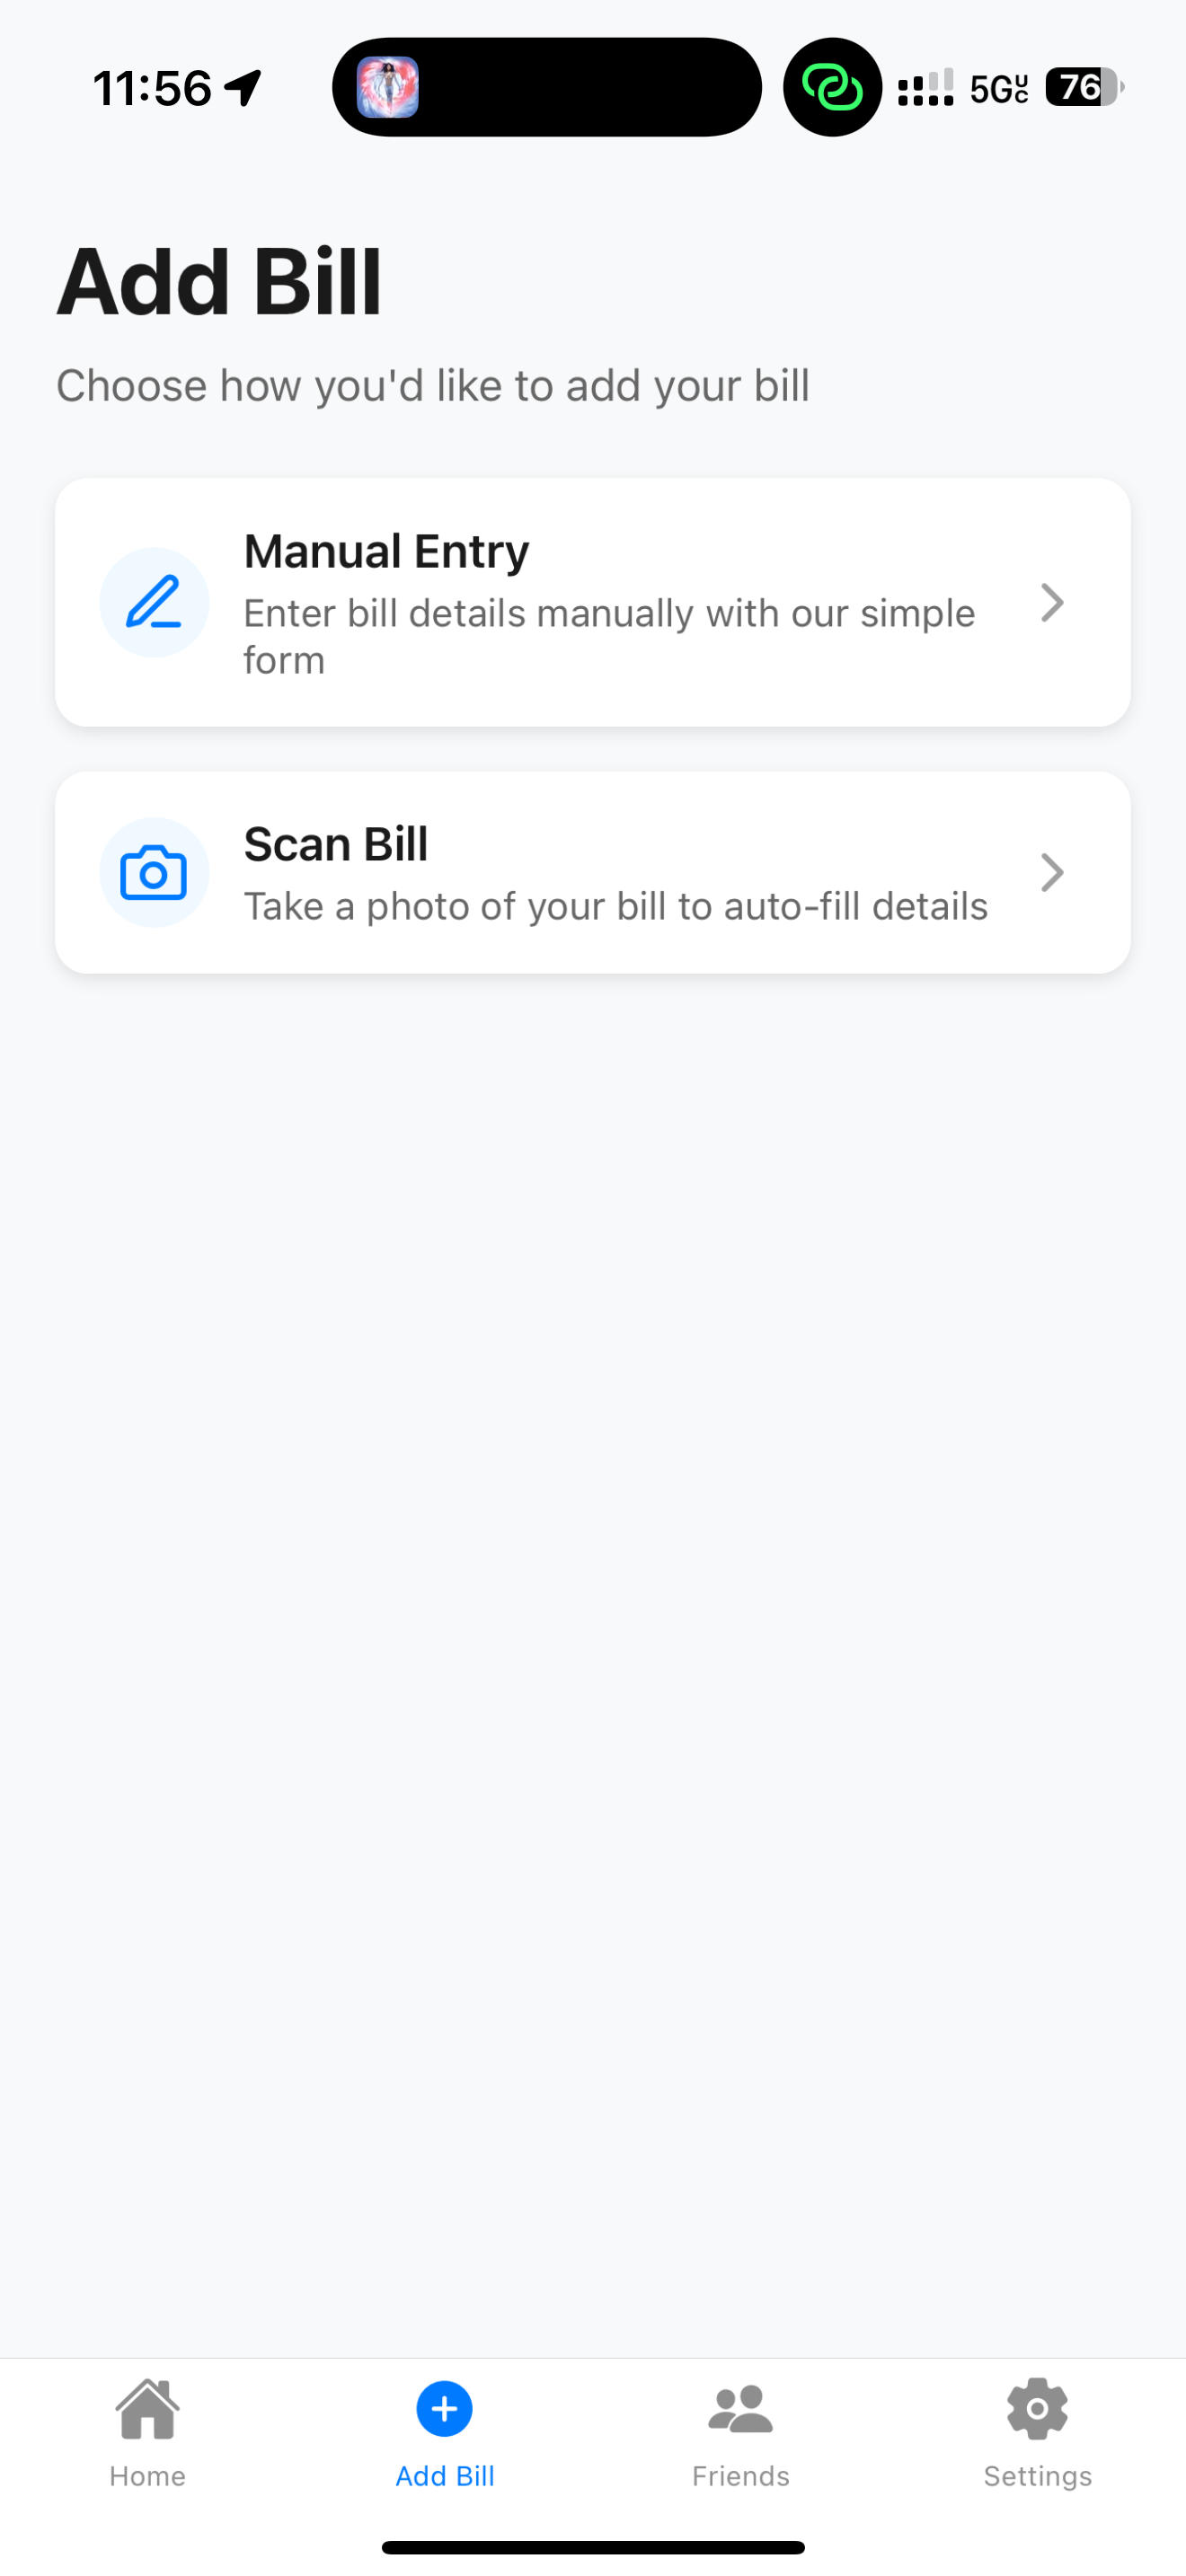 11:56
5GUC
76
Add Bill
Choose how you'd like to add your bill
Manual Entry
Enter bill details manually with our simple
form
Scan Bill
Take a photo of your bill to auto-fill details
Home
Add Bill
Friends
Settings